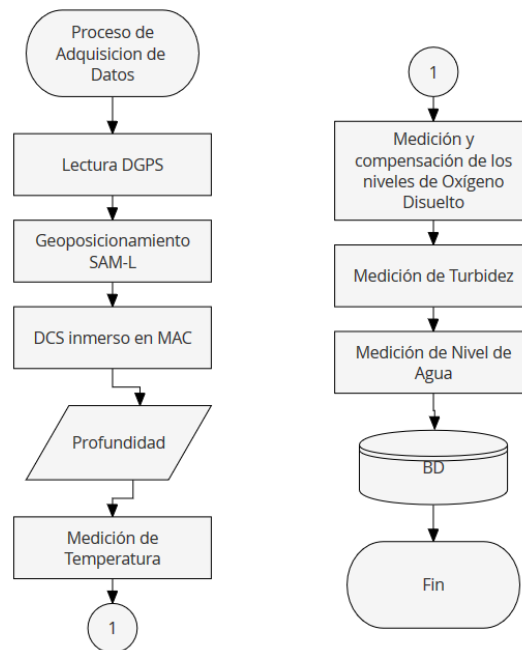 Proceso de
Adquisicion de
Datos
Lectura DGPS
Geoposicionamiento
SAM-L
DCS inmerso en MAC
Profundidad
Medición de
Temperatura
1
1
Medición y
compensación de los
niveles de Oxígeno
Disuelto
Medición de Turbidez
Medición de Nivel de
Agua
BD
Fin